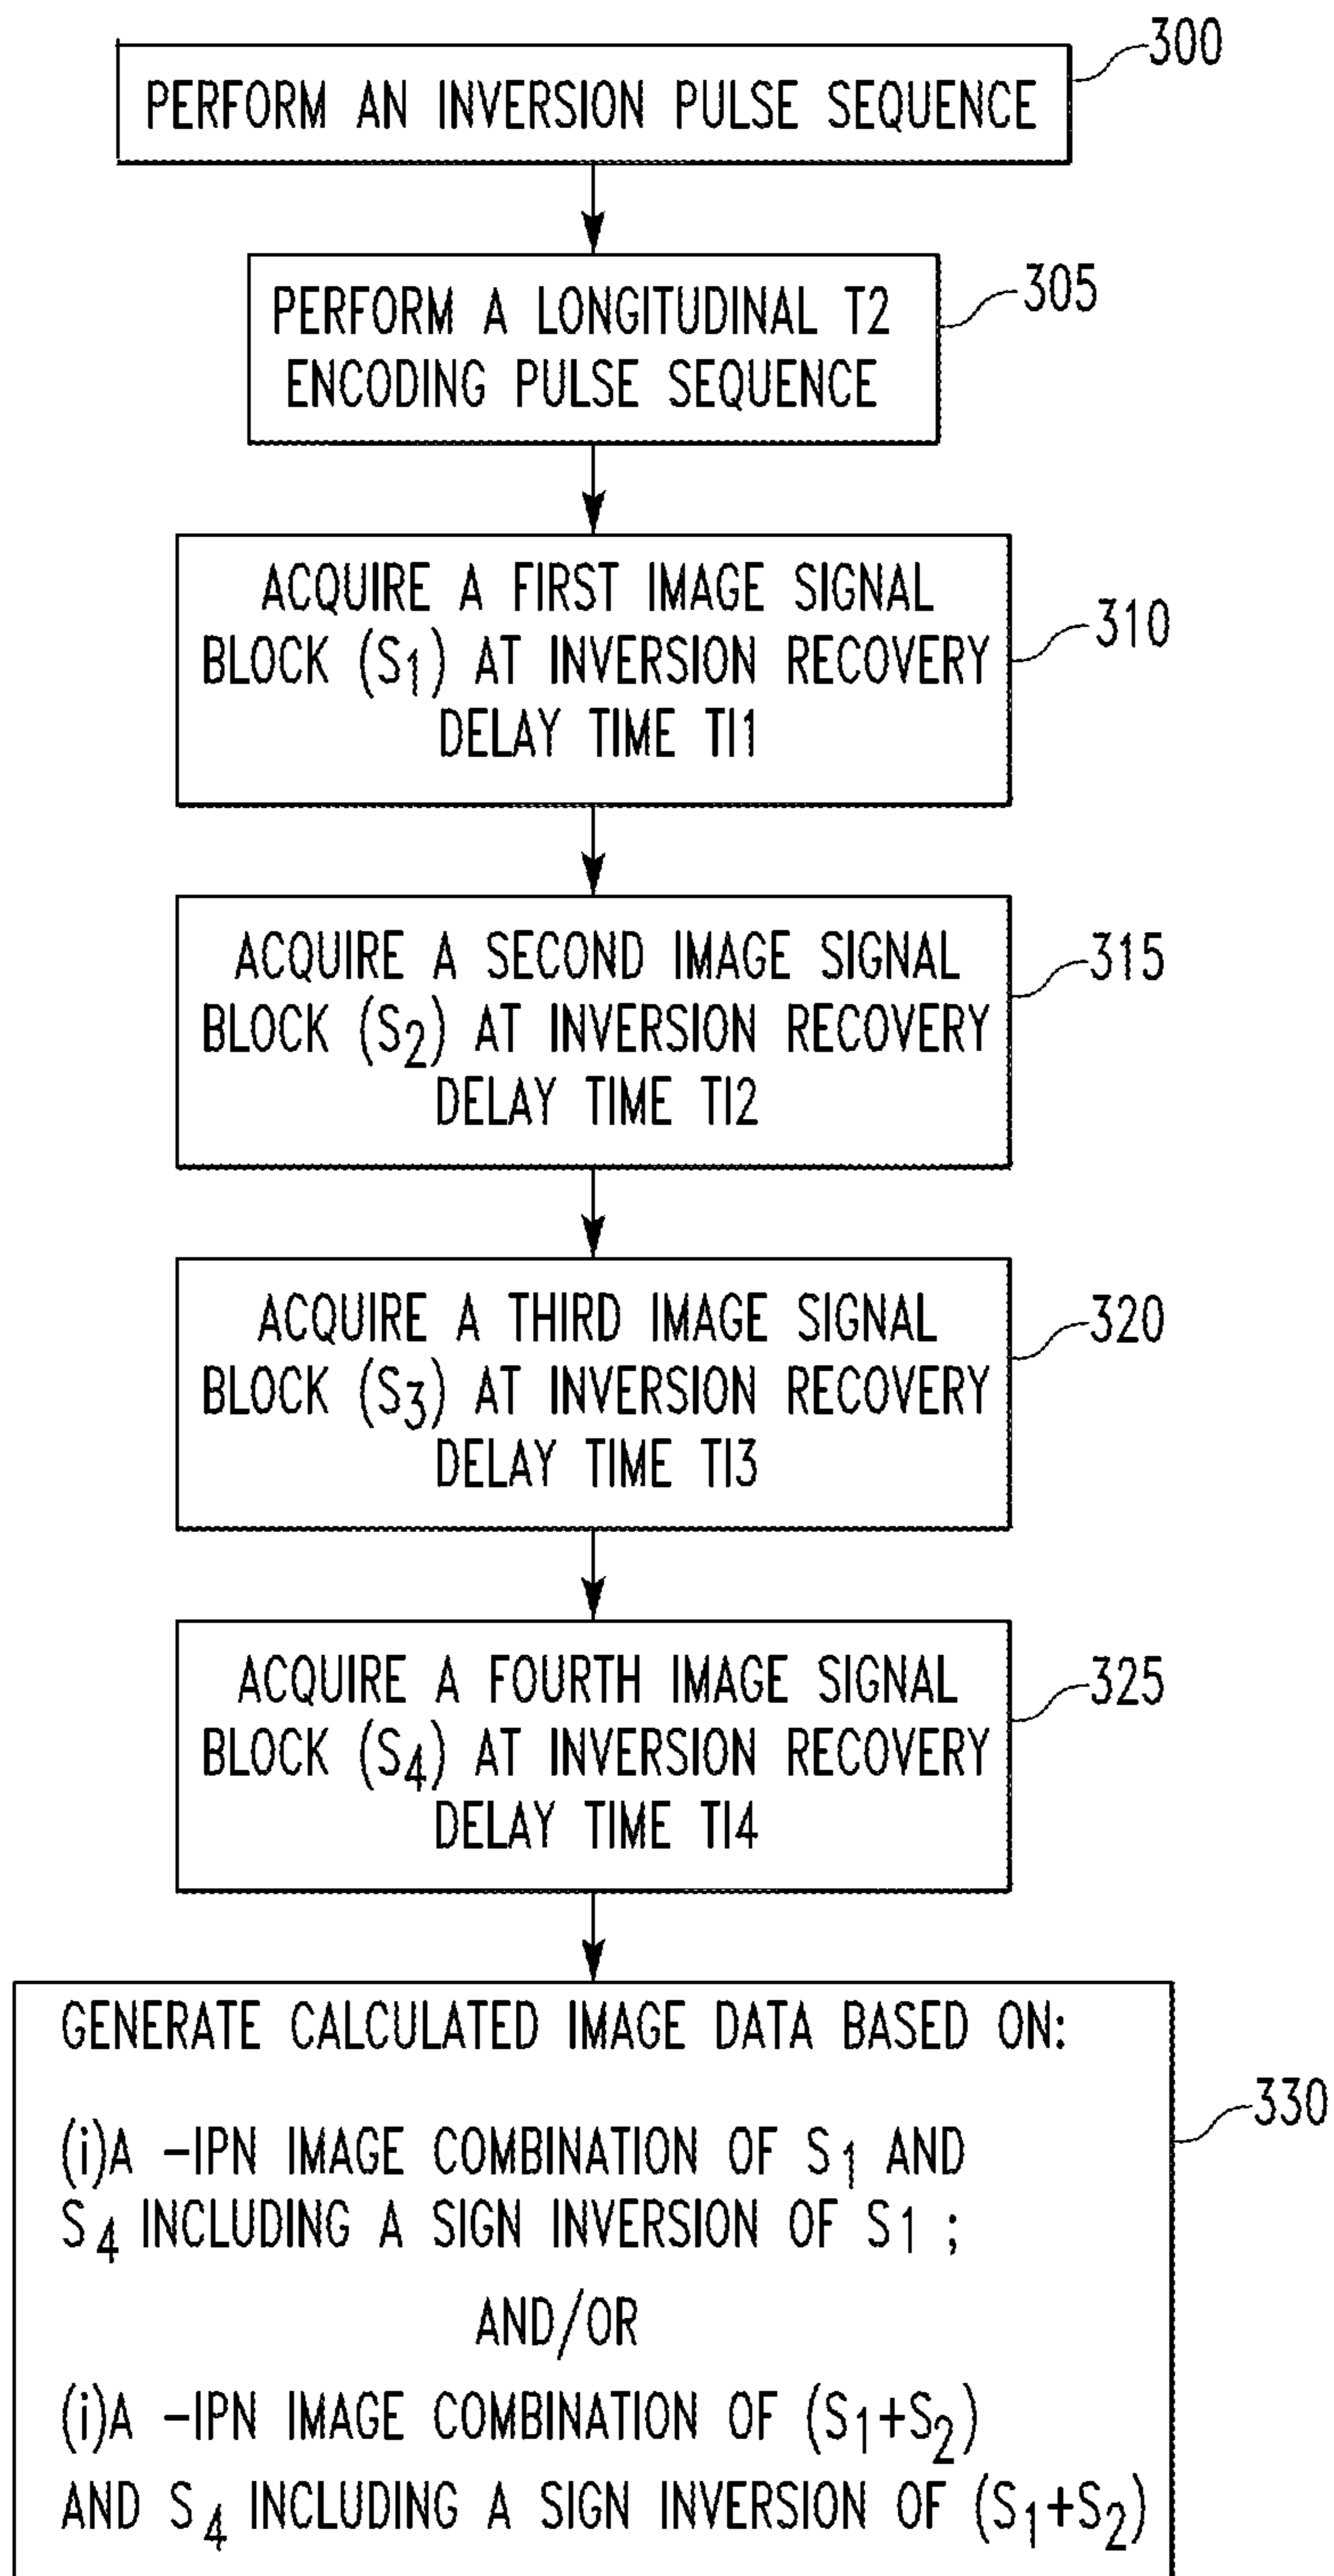 300
PERFORM AN INVERSION PULSE SEQUENCE
305
PERFORM A LONGITUDINAL T2
ENCODING PULSE SEQUENCE
310
ACQUIRE A FIRST IMAGE SIGNAL
BLOCK (S1) AT INVERSION RECOVERY
DELAY TIME TI1
315
ACQUIRE A SECOND IMAGE SIGNAL
BLOCK (S2) AT INVERSION RECOVERY
DELAY TIME TI2
320
ACQUIRE A THIRD IMAGE SIGNAL
BLOCK (S3) AT INVERSION RECOVERY
DELAY TIME TI3
325
ACQUIRE A FOURTH IMAGE SIGNAL
BLOCK (S4) AT INVERSION RECOVERY
DELAY TIME TI4
330
GENERATE CALCULATED IMAGE DATA BASED ON:
(i)A -IPN IMAGE COMBINATION OF S1 AND
S4 INCLUDING A SIGN INVERSION OF S1 ;
AND/OR
(i)A -IPN IMAGE COMBINATION OF (S1+S2)
AND S4 INCLUDING A SIGN INVERSION OF (S1+S2)